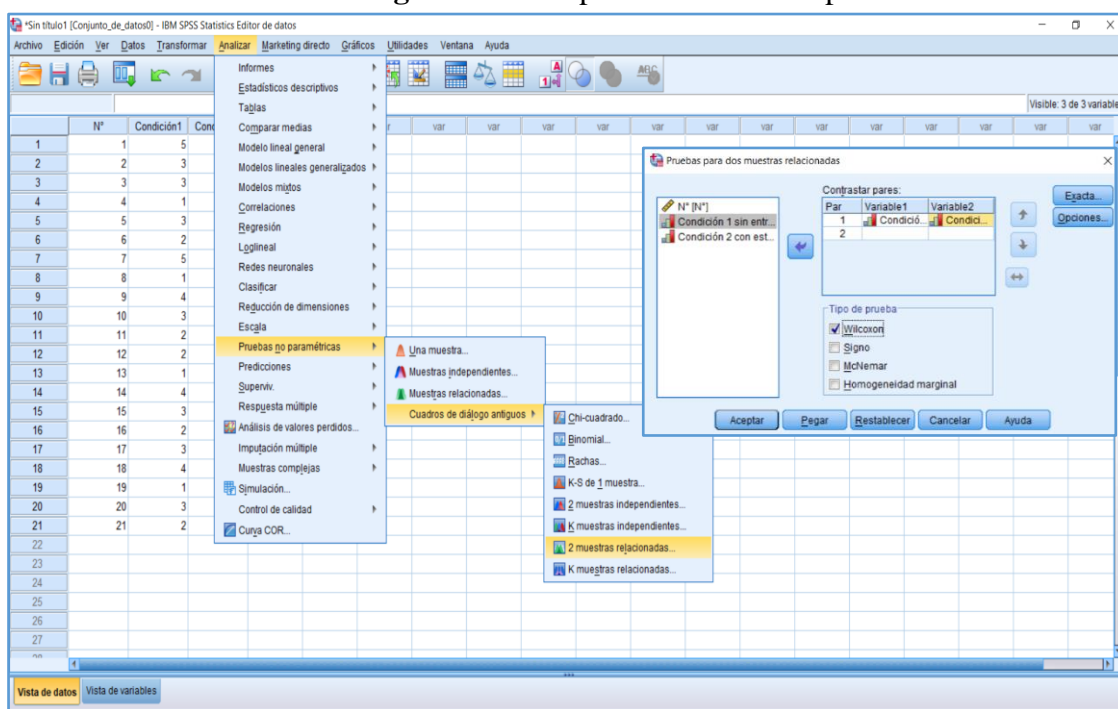 *Sin título1 [Conjunto_de_datos0] - IBM SPSS Statistics Editor de datos
Archivo Edición Ver Datos Transformar Analizar Marketing directo Gráficos Utilidades Ventana Ayuda
Visible: 3 de 3 variable
N° Condición1 Cond var var var var var var var var var var var var var
1 1 5
2 2 3
3 3 3
4 4 1
5 5 3
6 6 2
7 7 5
8 8 1
9 9 4
10 10 3
11 11 2
12 12 2
13 13 1
14 14 4
15 15 3
16 16 2
17 17 3
18 18 4
19 19 1
20 20 3
21 21 2
22
23
24
25
26
27
Informes
Estadísticos descriptivos
Tablas
Comparar medias
Modelo lineal general
Modelos lineales generalizados
Modelos mixtos
Correlaciones
Regresión
Loglineal
Redes neuronales
Clasificar
Reducción de dimensiones
Escala
Pruebas no paramétricas
Predicciones
Superviv.
Respuesta múltiple
Análisis de valores perdidos...
Imputación múltiple
Muestras complejas
Simulación...
Control de calidad
Curva COR...
Una muestra...
Muestras independientes...
Muestras relacionadas...
Cuadros de diálogo antiguos
Chi-cuadrado...
Binomial...
Rachas...
K-S de 1 muestra...
2 muestras independientes...
K muestras independientes...
2 muestras relacionadas...
K muestras relacionadas...
Pruebas para dos muestras relacionadas
N° [N°]
Condición 1 sin entr...
Condición 2 con est...
Contrastar pares:
Par Variable1 Variable2
1 Condició... Condici...
2
Exacta...
Opciones...
Tipo de prueba
Wilcoxon
Signo
McNemar
Homogeneidad marginal
Aceptar Pegar Restablecer Cancelar Ayuda
Vista de datos Vista de variables